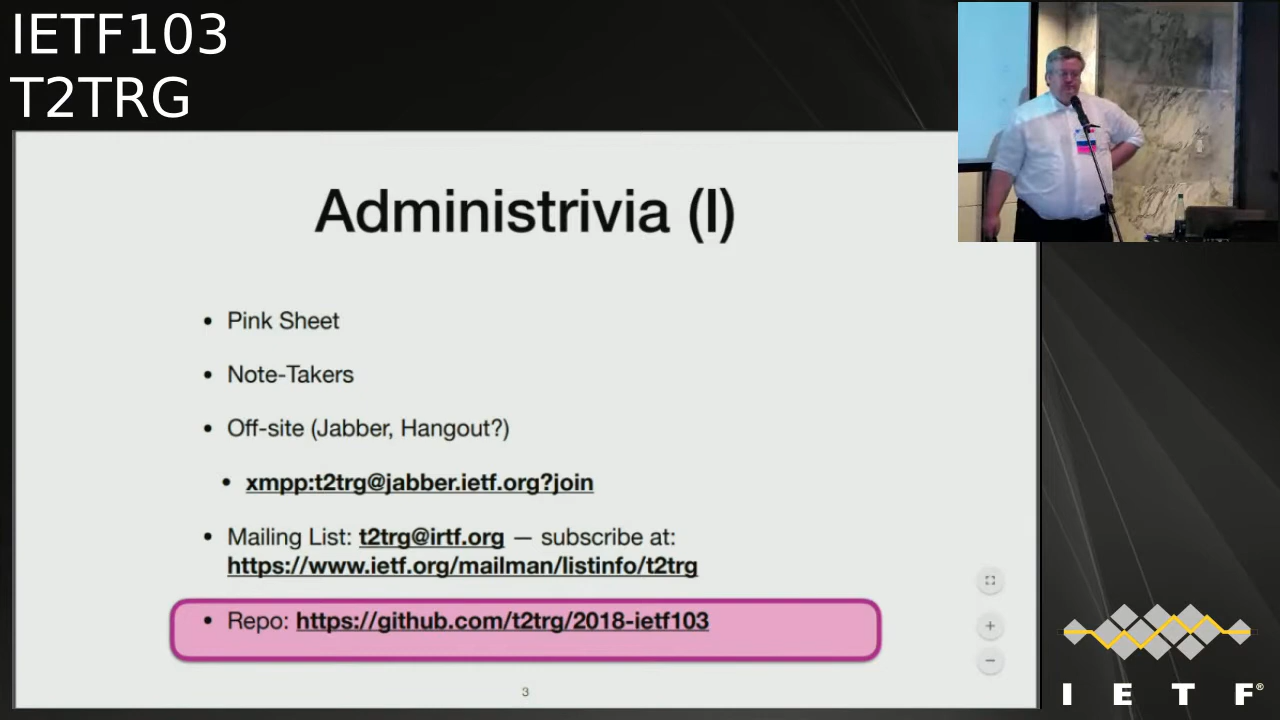 IETF103
T2TRG
Administrivia (I)
• Pink Sheet
• Note-Takers
• Off-site (Jabber, Hangout?)
• xmpp:t2trg@jabber.ietf.org?join
• Mailing List: t2trg@irtf.org — subscribe at:
https://www.ietf.org/mailman/listinfo/t2trg
• Repo: https://github.com/t2trg/2018-ietf103
3
I E T F®